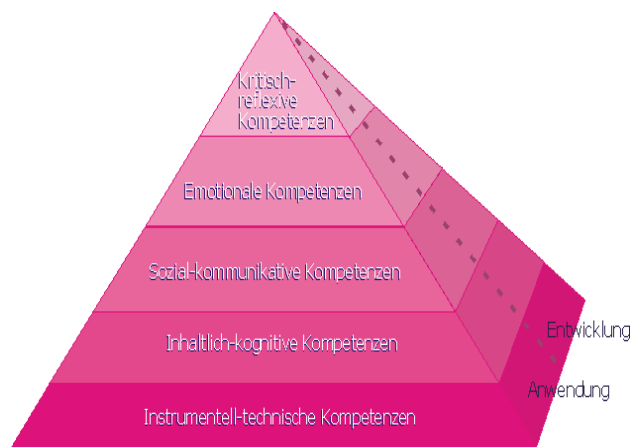 Kritisch-
reflexive
Kompetenzen
Emotionale Kompetenzen
Sozial-kommunikative Kompetenzen
Inhaltlich-kognitive Kompetenzen
Instrumentell-technische Kompetenzen
Entwicklung
Anwendung